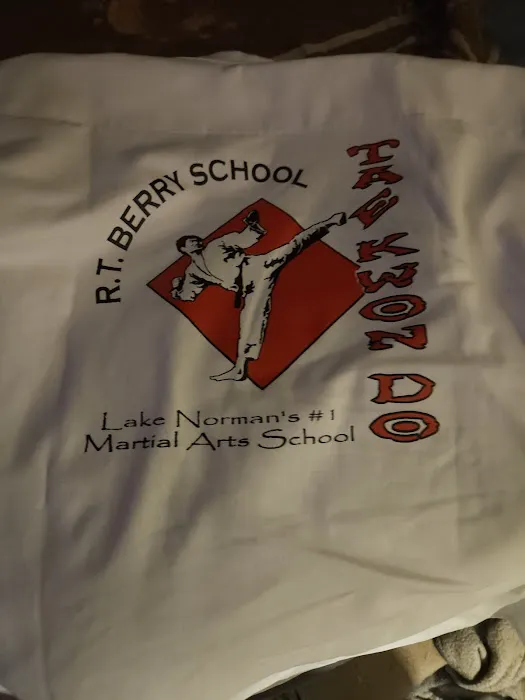 R.T. BERRY SCHOOL
TAE KWON DO
Lake Norman's #1
Martial Arts School